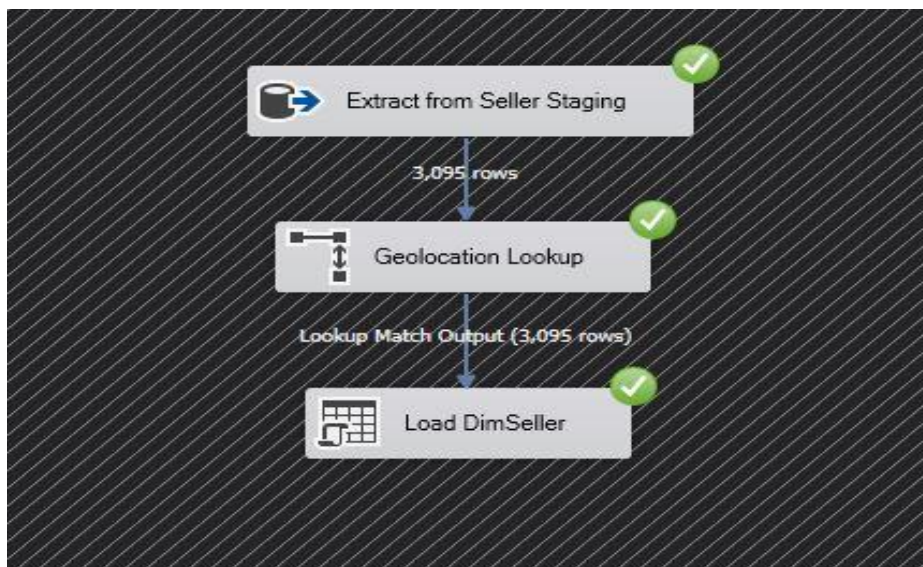 Extract from Seller Staging
3,095 rows
Geolocation Lookup
Lookup Match Output (3,095 rows)
Load DimSeller